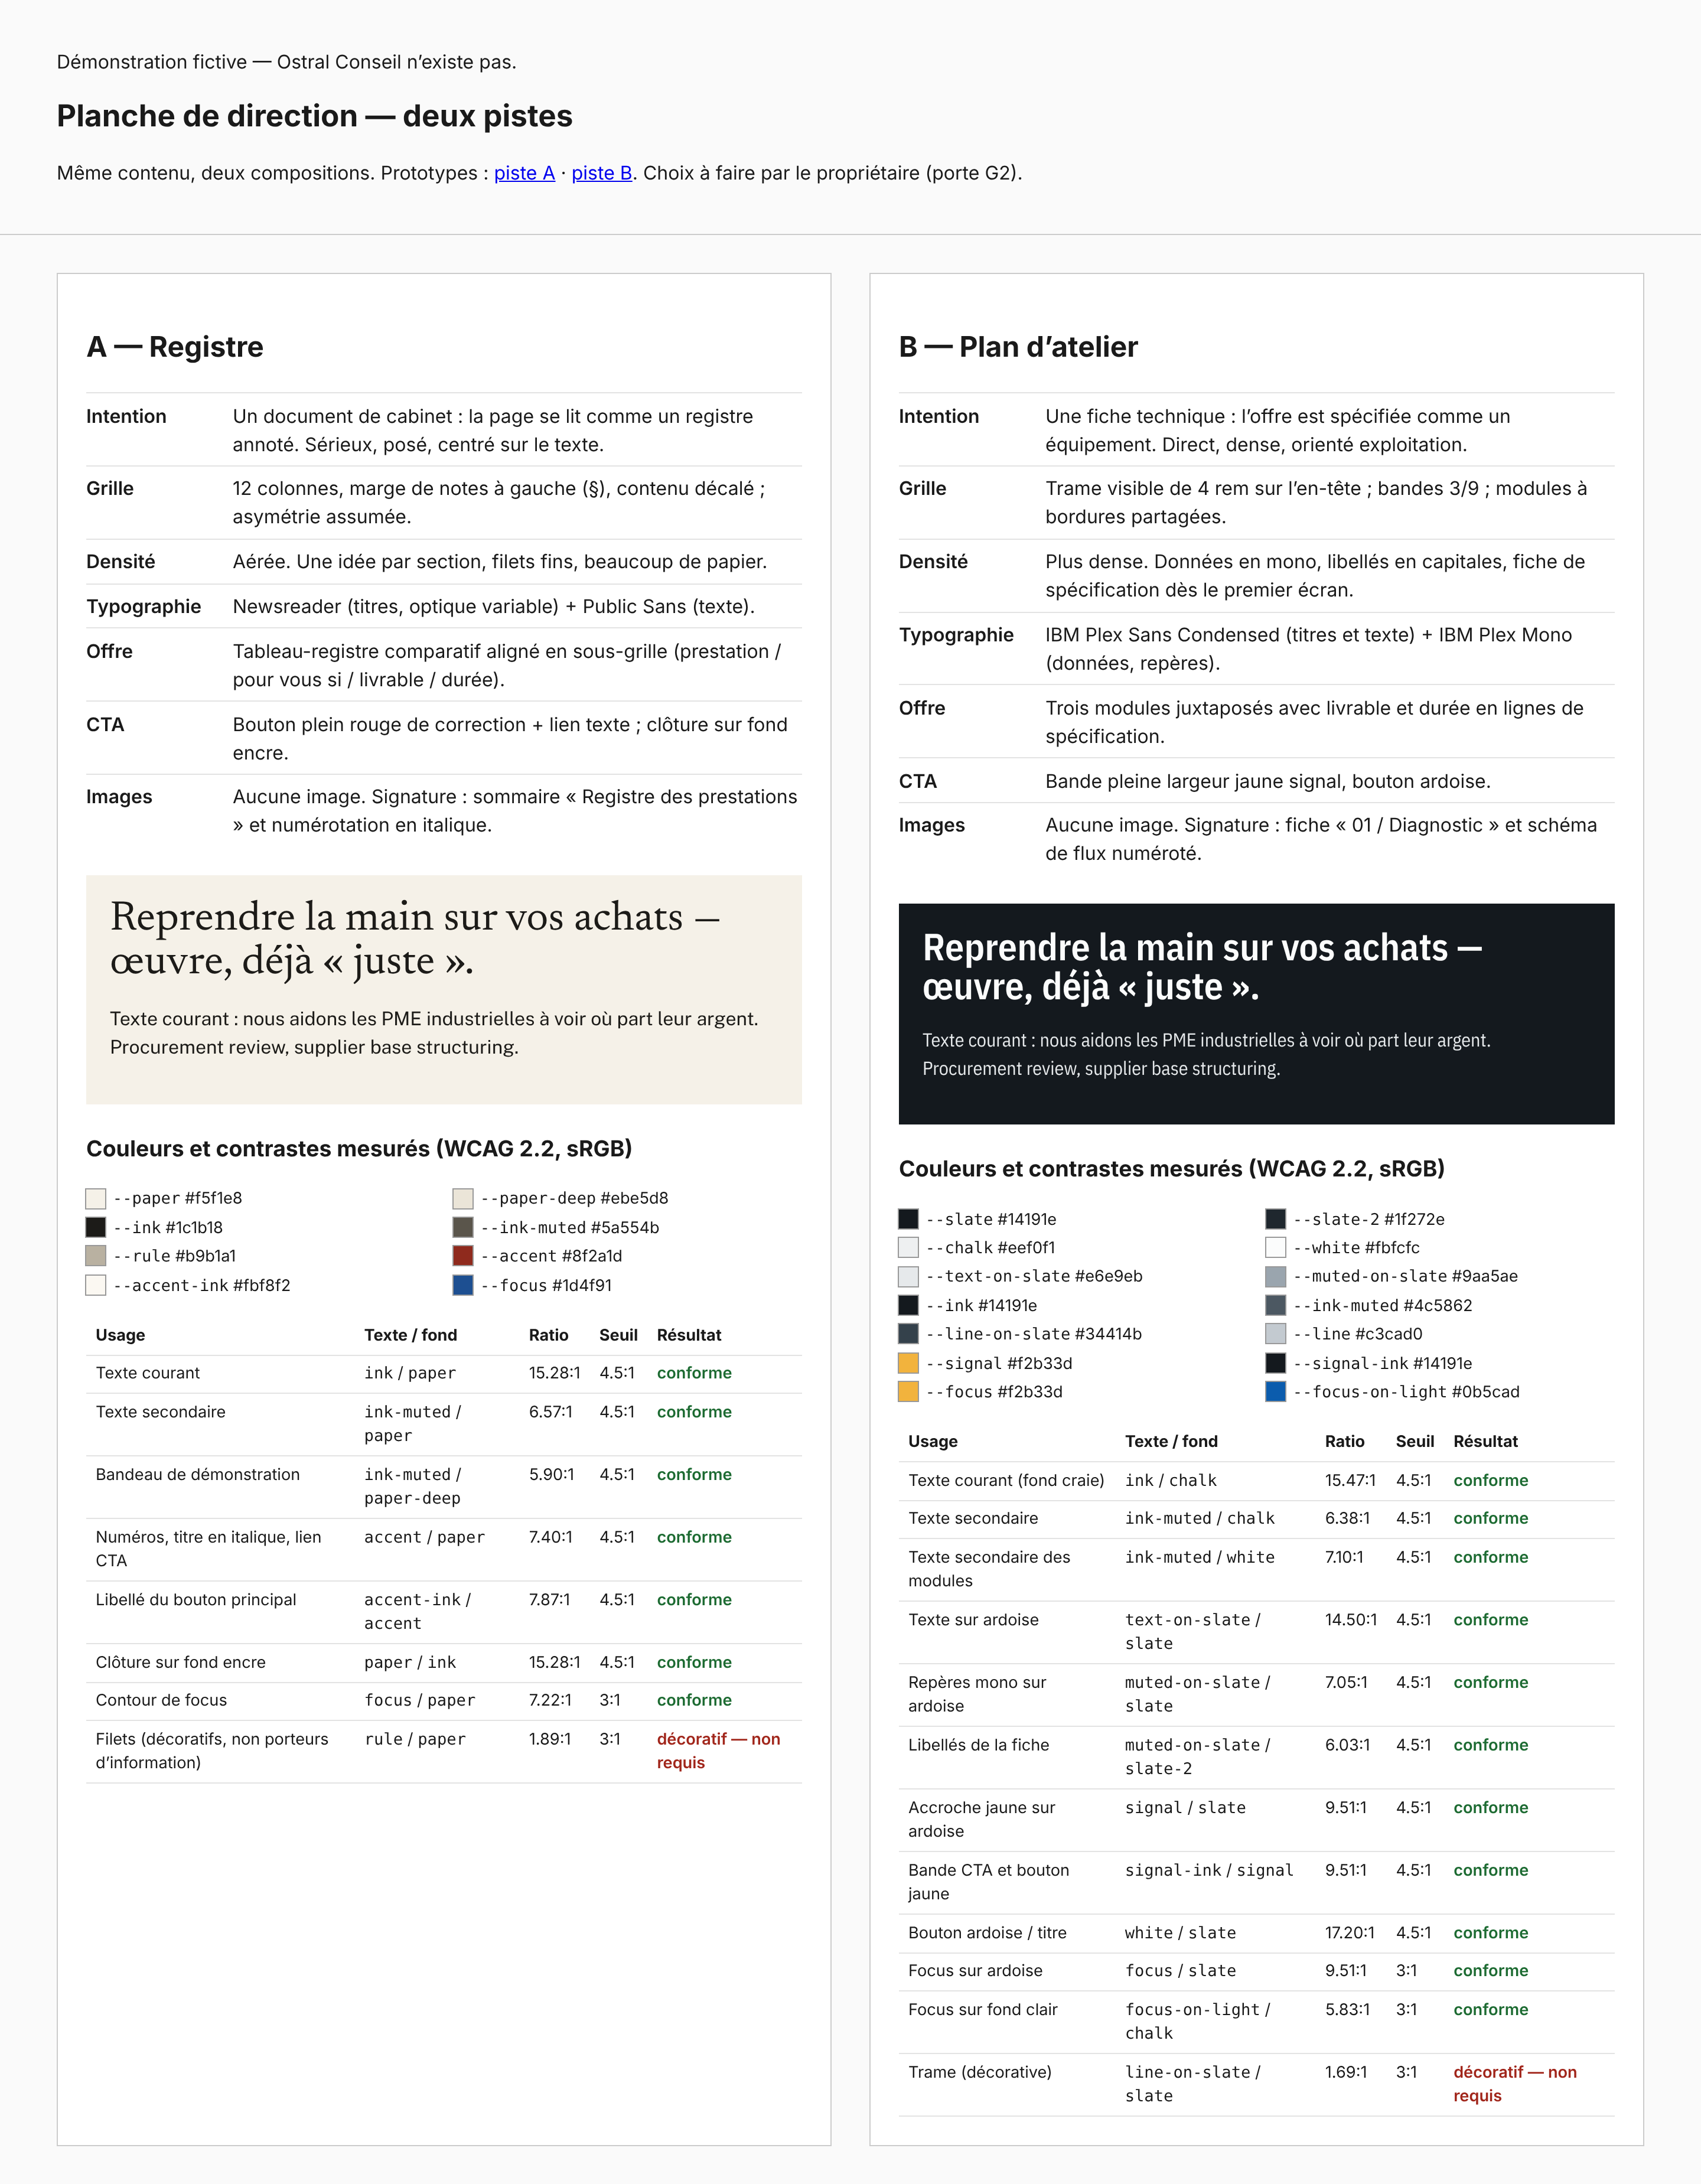 Démonstration fictive — Ostral Conseil n’existe pas.
Planche de direction — deux pistes
Même contenu, deux compositions. Prototypes : piste A · piste B. Choix à faire par le propriétaire (porte G2).
A — Registre
Intention Un document de cabinet : la page se lit comme un registre
annoté. Sérieux, posé, centré sur le texte.
Grille 12 colonnes, marge de notes à gauche (§), contenu décalé ;
asymétrie assumée.
Densité Aérée. Une idée par section, filets fins, beaucoup de papier.
Typographie Newsreader (titres, optique variable) + Public Sans (texte).
Offre Tableau-registre comparatif aligné en sous-grille (prestation /
pour vous si / livrable / durée).
CTA Bouton plein rouge de correction + lien texte ; clôture sur fond
encre.
Images Aucune image. Signature : sommaire « Registre des prestations
» et numérotation en italique.
Reprendre la main sur vos achats —
œuvre, déjà « juste ».
Texte courant : nous aidons les PME industrielles à voir où part leur argent.
Procurement review, supplier base structuring.
Couleurs et contrastes mesurés (WCAG 2.2, sRGB)
--paper #f5f1e8 --paper-deep #ebe5d8
--ink #1c1b18 --ink-muted #5a554b
--rule #b9b1a1 --accent #8f2a1d
--accent-ink #fbf8f2 --focus #1d4f91
Usage Texte / fond Ratio Seuil Résultat
Texte courant ink / paper 15.28:1 4.5:1 conforme
Texte secondaire ink-muted / 6.57:1 4.5:1 conforme
paper
Bandeau de démonstration ink-muted / 5.90:1 4.5:1 conforme
paper-deep
Numéros, titre en italique, lien accent / paper 7.40:1 4.5:1 conforme
CTA
Libellé du bouton principal accent-ink / 7.87:1 4.5:1 conforme
accent
Clôture sur fond encre paper / ink 15.28:1 4.5:1 conforme
Contour de focus focus / paper 7.22:1 3:1 conforme
Filets (décoratifs, non porteurs rule / paper 1.89:1 3:1 décoratif — non
d’information) requis
B — Plan d’atelier
Intention Une fiche technique : l’offre est spécifiée comme un
équipement. Direct, dense, orienté exploitation.
Grille Trame visible de 4 rem sur l’en-tête ; bandes 3/9 ; modules à
bordures partagées.
Densité Plus dense. Données en mono, libellés en capitales, fiche de
spécification dès le premier écran.
Typographie IBM Plex Sans Condensed (titres et texte) + IBM Plex Mono
(données, repères).
Offre Trois modules juxtaposés avec livrable et durée en lignes de
spécification.
CTA Bande pleine largeur jaune signal, bouton ardoise.
Images Aucune image. Signature : fiche « 01 / Diagnostic » et schéma
de flux numéroté.
Reprendre la main sur vos achats —
œuvre, déjà « juste ».
Texte courant : nous aidons les PME industrielles à voir où part leur argent.
Procurement review, supplier base structuring.
Couleurs et contrastes mesurés (WCAG 2.2, sRGB)
--slate #14191e --slate-2 #1f272e
--chalk #eef0f1 --white #fbfcfc
--text-on-slate #e6e9eb --muted-on-slate #9aa5ae
--ink #14191e --ink-muted #4c5862
--line-on-slate #34414b --line #c3cad0
--signal #f2b33d --signal-ink #14191e
--focus #f2b33d --focus-on-light #0b5cad
Usage Texte / fond Ratio Seuil Résultat
Texte courant (fond craie) ink / chalk 15.47:1 4.5:1 conforme
Texte secondaire ink-muted / chalk 6.38:1 4.5:1 conforme
Texte secondaire des ink-muted / white 7.10:1 4.5:1 conforme
modules
Texte sur ardoise text-on-slate / 14.50:1 4.5:1 conforme
slate
Repères mono sur muted-on-slate / 7.05:1 4.5:1 conforme
ardoise slate
Libellés de la fiche muted-on-slate / 6.03:1 4.5:1 conforme
slate-2
Accroche jaune sur signal / slate 9.51:1 4.5:1 conforme
ardoise
Bande CTA et bouton signal-ink / signal 9.51:1 4.5:1 conforme
jaune
Bouton ardoise / titre white / slate 17.20:1 4.5:1 conforme
Focus sur ardoise focus / slate 9.51:1 3:1 conforme
Focus sur fond clair focus-on-light / 5.83:1 3:1 conforme
chalk
Trame (décorative) line-on-slate / 1.69:1 3:1 décoratif — non
slate requis